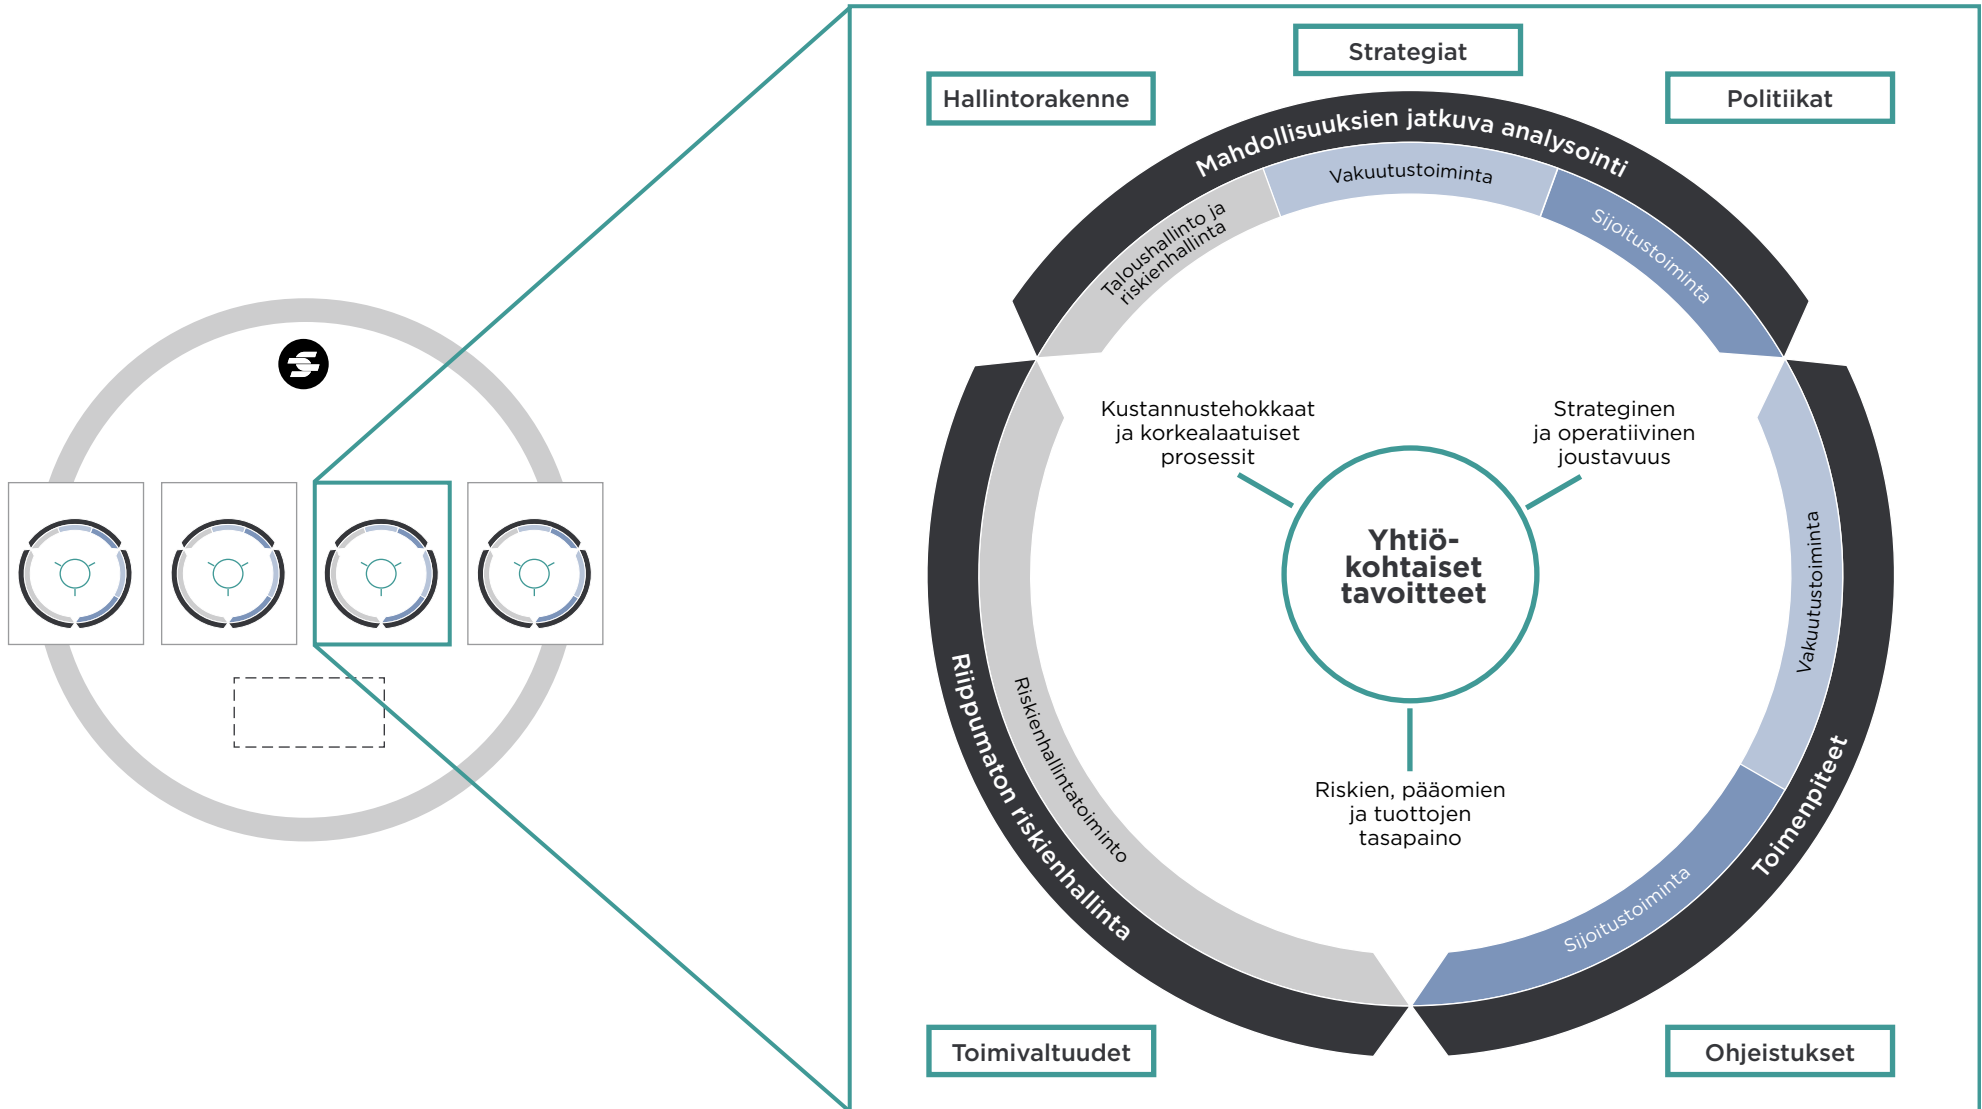 Strategiat
Hallintorakenne
Politiikat
Mahdollisuuksien jatkuva analysointi
Taloushallinto ja
riskienhallinta
Vakuutustoiminta
Sijoitustoiminta
Kustannustehokkaat
ja korkealaatuiset
prosessit
Strateginen
ja operatiivinen
joustavuus
Yhtiö-
kohtaiset
tavoitteet
Riskien, pääomien
ja tuottojen
tasapaino
Riippumaton riskienhallinta
Riskienhallintatoiminto
Vakuutustoiminta
Sijoitustoiminta
Toimenpiteet
Toimivaltuudet
Ohjeistukset